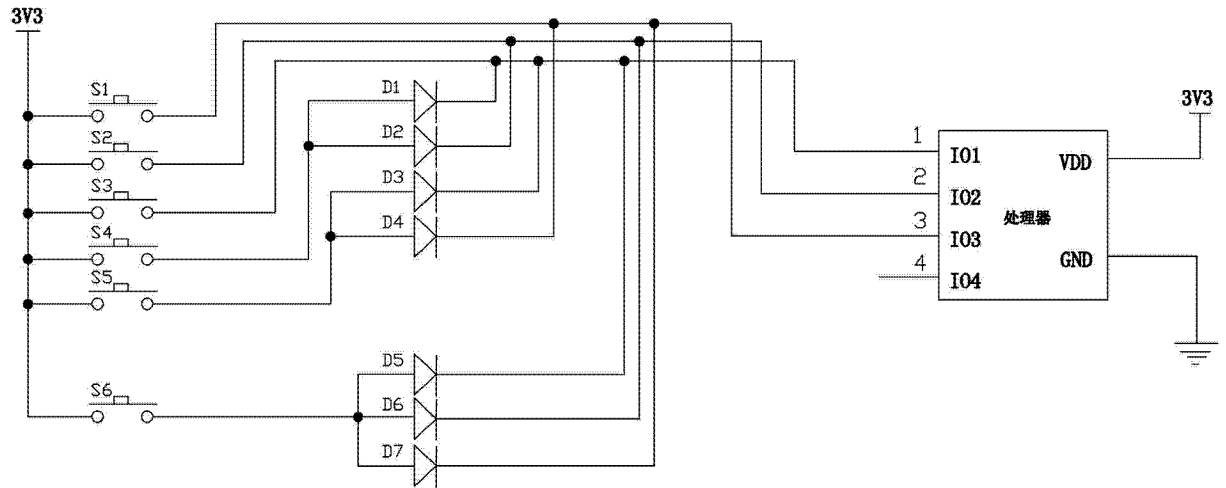 3V3
S1
S2
S3
S4
S5
S6
D1
D2
D3
D4
D5
D6
D7
1
2
3
4
IO1
IO2
IO3
IO4
处理器
VDD
GND
3V3